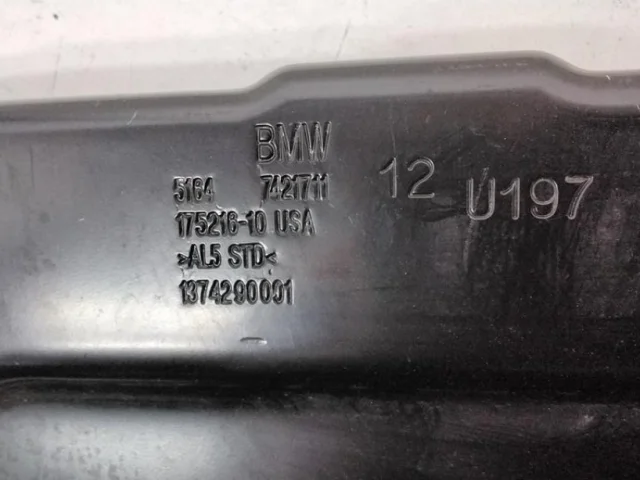 BMW
5164 7421711
175216-10 USA
>AL5 STD<
1374290001
12 U197